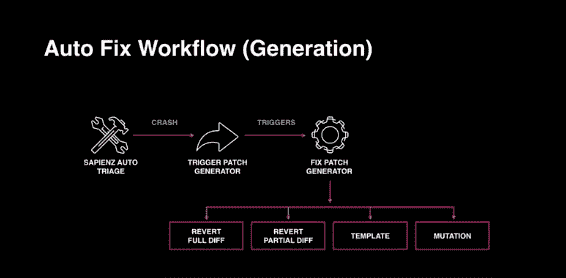 Auto Fix Workflow (Generation)
CRASH
TRIGGERS
SAPIENZ AUTO
TRIAGE
TRIGGER PATCH
GENERATOR
FIX PATCH
GENERATOR
REVERT
FULL DIFF
REVERT
PARTIAL DIFF
TEMPLATE
MUTATION